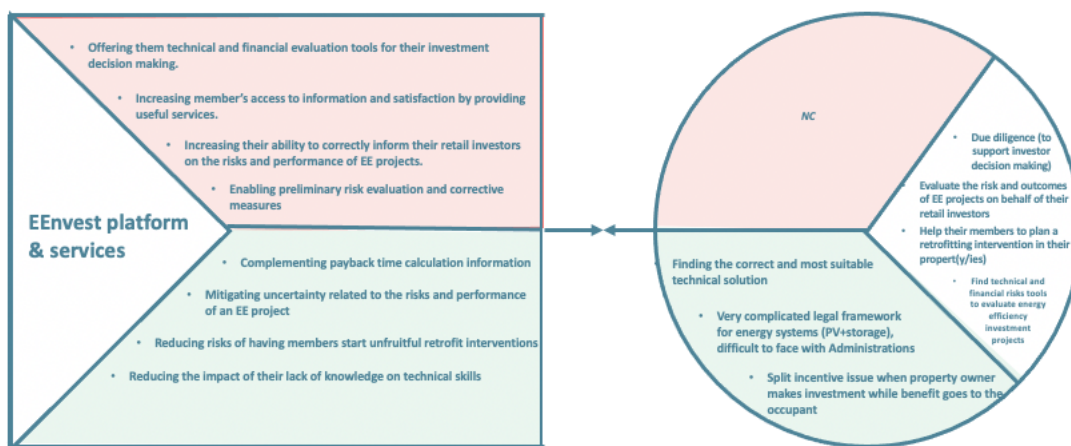 • Offering them technical and financial evaluation tools for their investment
decision making.
• Increasing member's access to information and satisfaction by providing
useful services.
• Increasing their ability to correctly inform their retail investors
on the risks and performance of EE projects.
• Enabling preliminary risk evaluation and corrective
measures
EEnvest platform
& services
• Complementing payback time calculation information
• Mitigating uncertainty related to the risks and performance
of an EE project
• Reducing risks of having members start unfruitful retrofit interventions
• Reducing the impact of their lack of knowledge on technical skills
NC
• Due diligence (to
support investor
decision making)
• Evaluate the risk and outcomes
of EE projects on behalf of their
retail investors
• Help their members to plan a
retrofitting intervention in their
propert(y/ies)
• Find technical and
financial risks tools
to evaluate energy
efficiency
investment
projects
• Finding the correct and most suitable
technical solution
• Very complicated legal framework
for energy systems (PV+storage),
difficult to face with Administrations
• Split incentive issue when property owner
makes investment while benefit goes to the
occupant